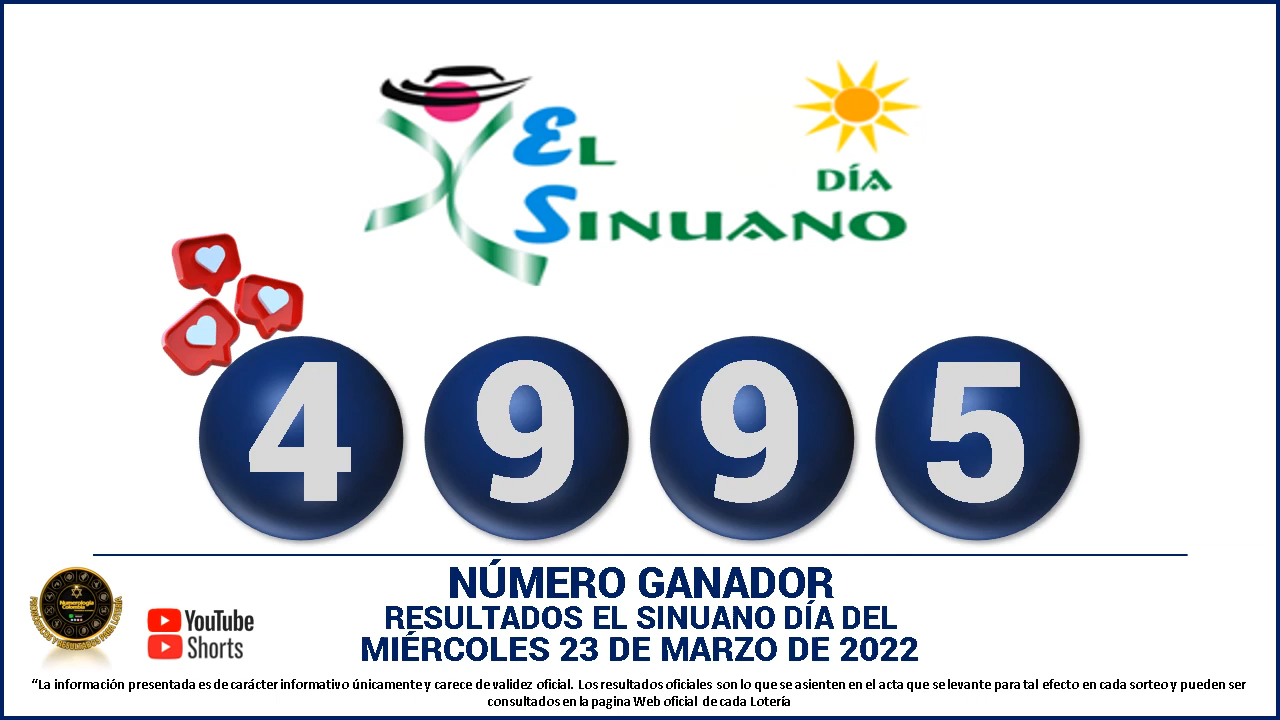 EL
DÍA
SINUANO
4 9 9 5
NÚMERO GANADOR
RESULTADOS EL SINUANO DÍA DEL
MIÉRCOLES 23 DE MARZO DE 2022
Numerología
Colombia
YouTube
Shorts
“La información presentada es de carácter informativo únicamente y carece de validez oficial. Los resultados oficiales son lo que se asienten en el acta que se levante para tal efecto en cada sorteo y pueden ser
consultados en la pagina Web oficial de cada Lotería